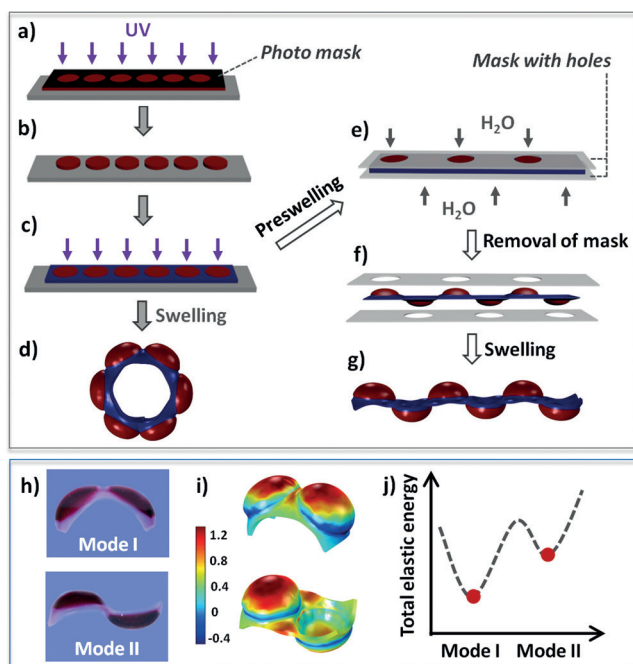 a)
UV
Photo mask
b)
c)
Swelling
d)
Preswelling
Mask with holes
e)
H2O
H2O
Removal of mask
f)
Swelling
g)
h)
Mode I
Mode II
i)
1.2
0.8
0.4
0
-0.4
j)
Total elastic energy
Mode I Mode II